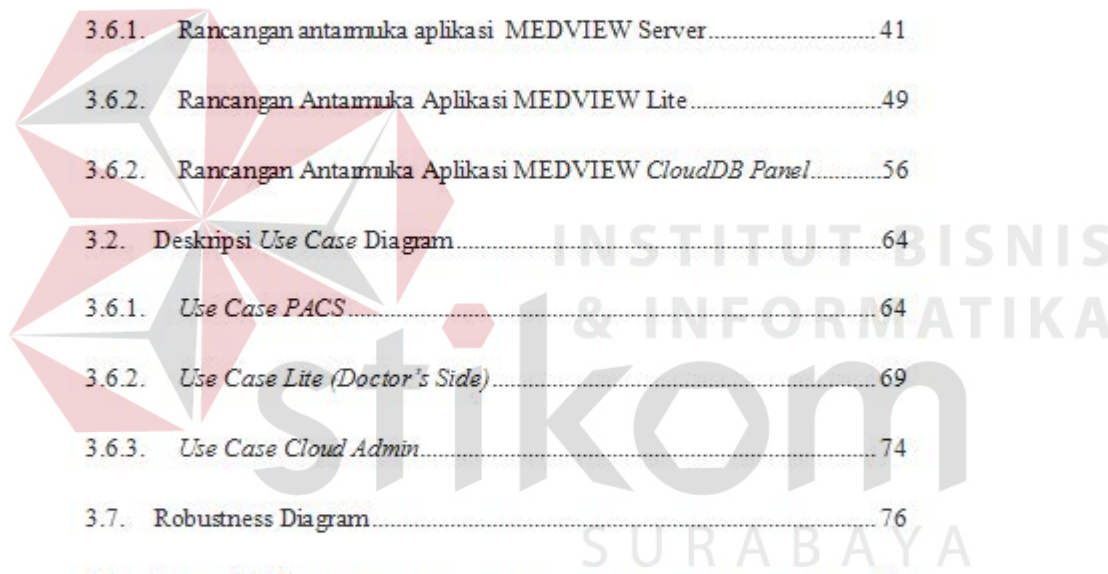 3.6.1. Rancangan antarmuka aplikasi MEDVIEW Server............................41
3.6.2. Rancangan Antarmuka Aplikasi MEDVIEW Lite................................49
3.6.2. Rancangan Antarmuka Aplikasi MEDVIEW CloudDB Panel............56
3.2. Deskripsi Use Case Diagram........................................................................64
3.6.1. Use Case PACS.........................................................................................64
3.6.2. Use Case Lite (Doctor's Side).................................................................69
3.6.3. Use Case Cloud Admin............................................................................74
3.7. Robustness Diagram.....................................................................................76
INSTITUT BISNIS
& INFORMATIKA
stikom
SURABAYA